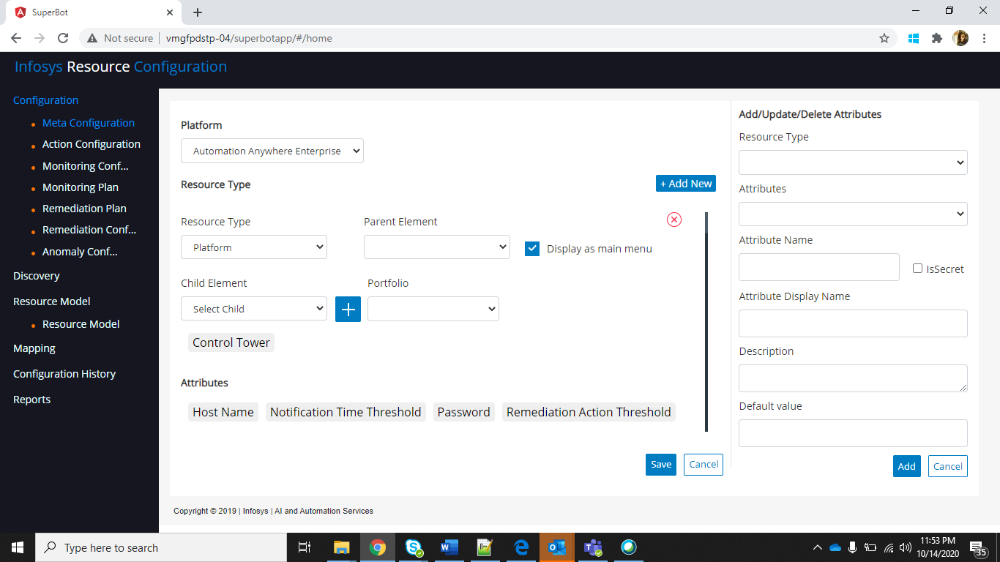 SuperBot
Not secure
vmgfpdstp-04/superbotapp/#/home
Infosys Resource Configuration
Configuration
Meta Configuration
Action Configuration
Monitoring Conf...
Monitoring Plan
Remediation Plan
Remediation Conf...
Anomaly Conf...
Discovery
Resource Model
Resource Model
Mapping
Configuration History
Reports
Platform
Automation Anywhere Enterprise
Resource Type
+ Add New
Resource Type
Parent Element
Platform
Display as main menu
Child Element
Portfolio
Select Child
Control Tower
Attributes
Host Name
Notification Time Threshold
Password
Remediation Action Threshold
Save
Cancel
Add/Update/Delete Attributes
Resource Type
Attributes
Attribute Name
IsSecret
Attribute Display Name
Description
Default value
Add
Cancel
Copyright © 2019 | Infosys | AI and Automation Services
Type here to search
11:53 PM
10/14/2020
35